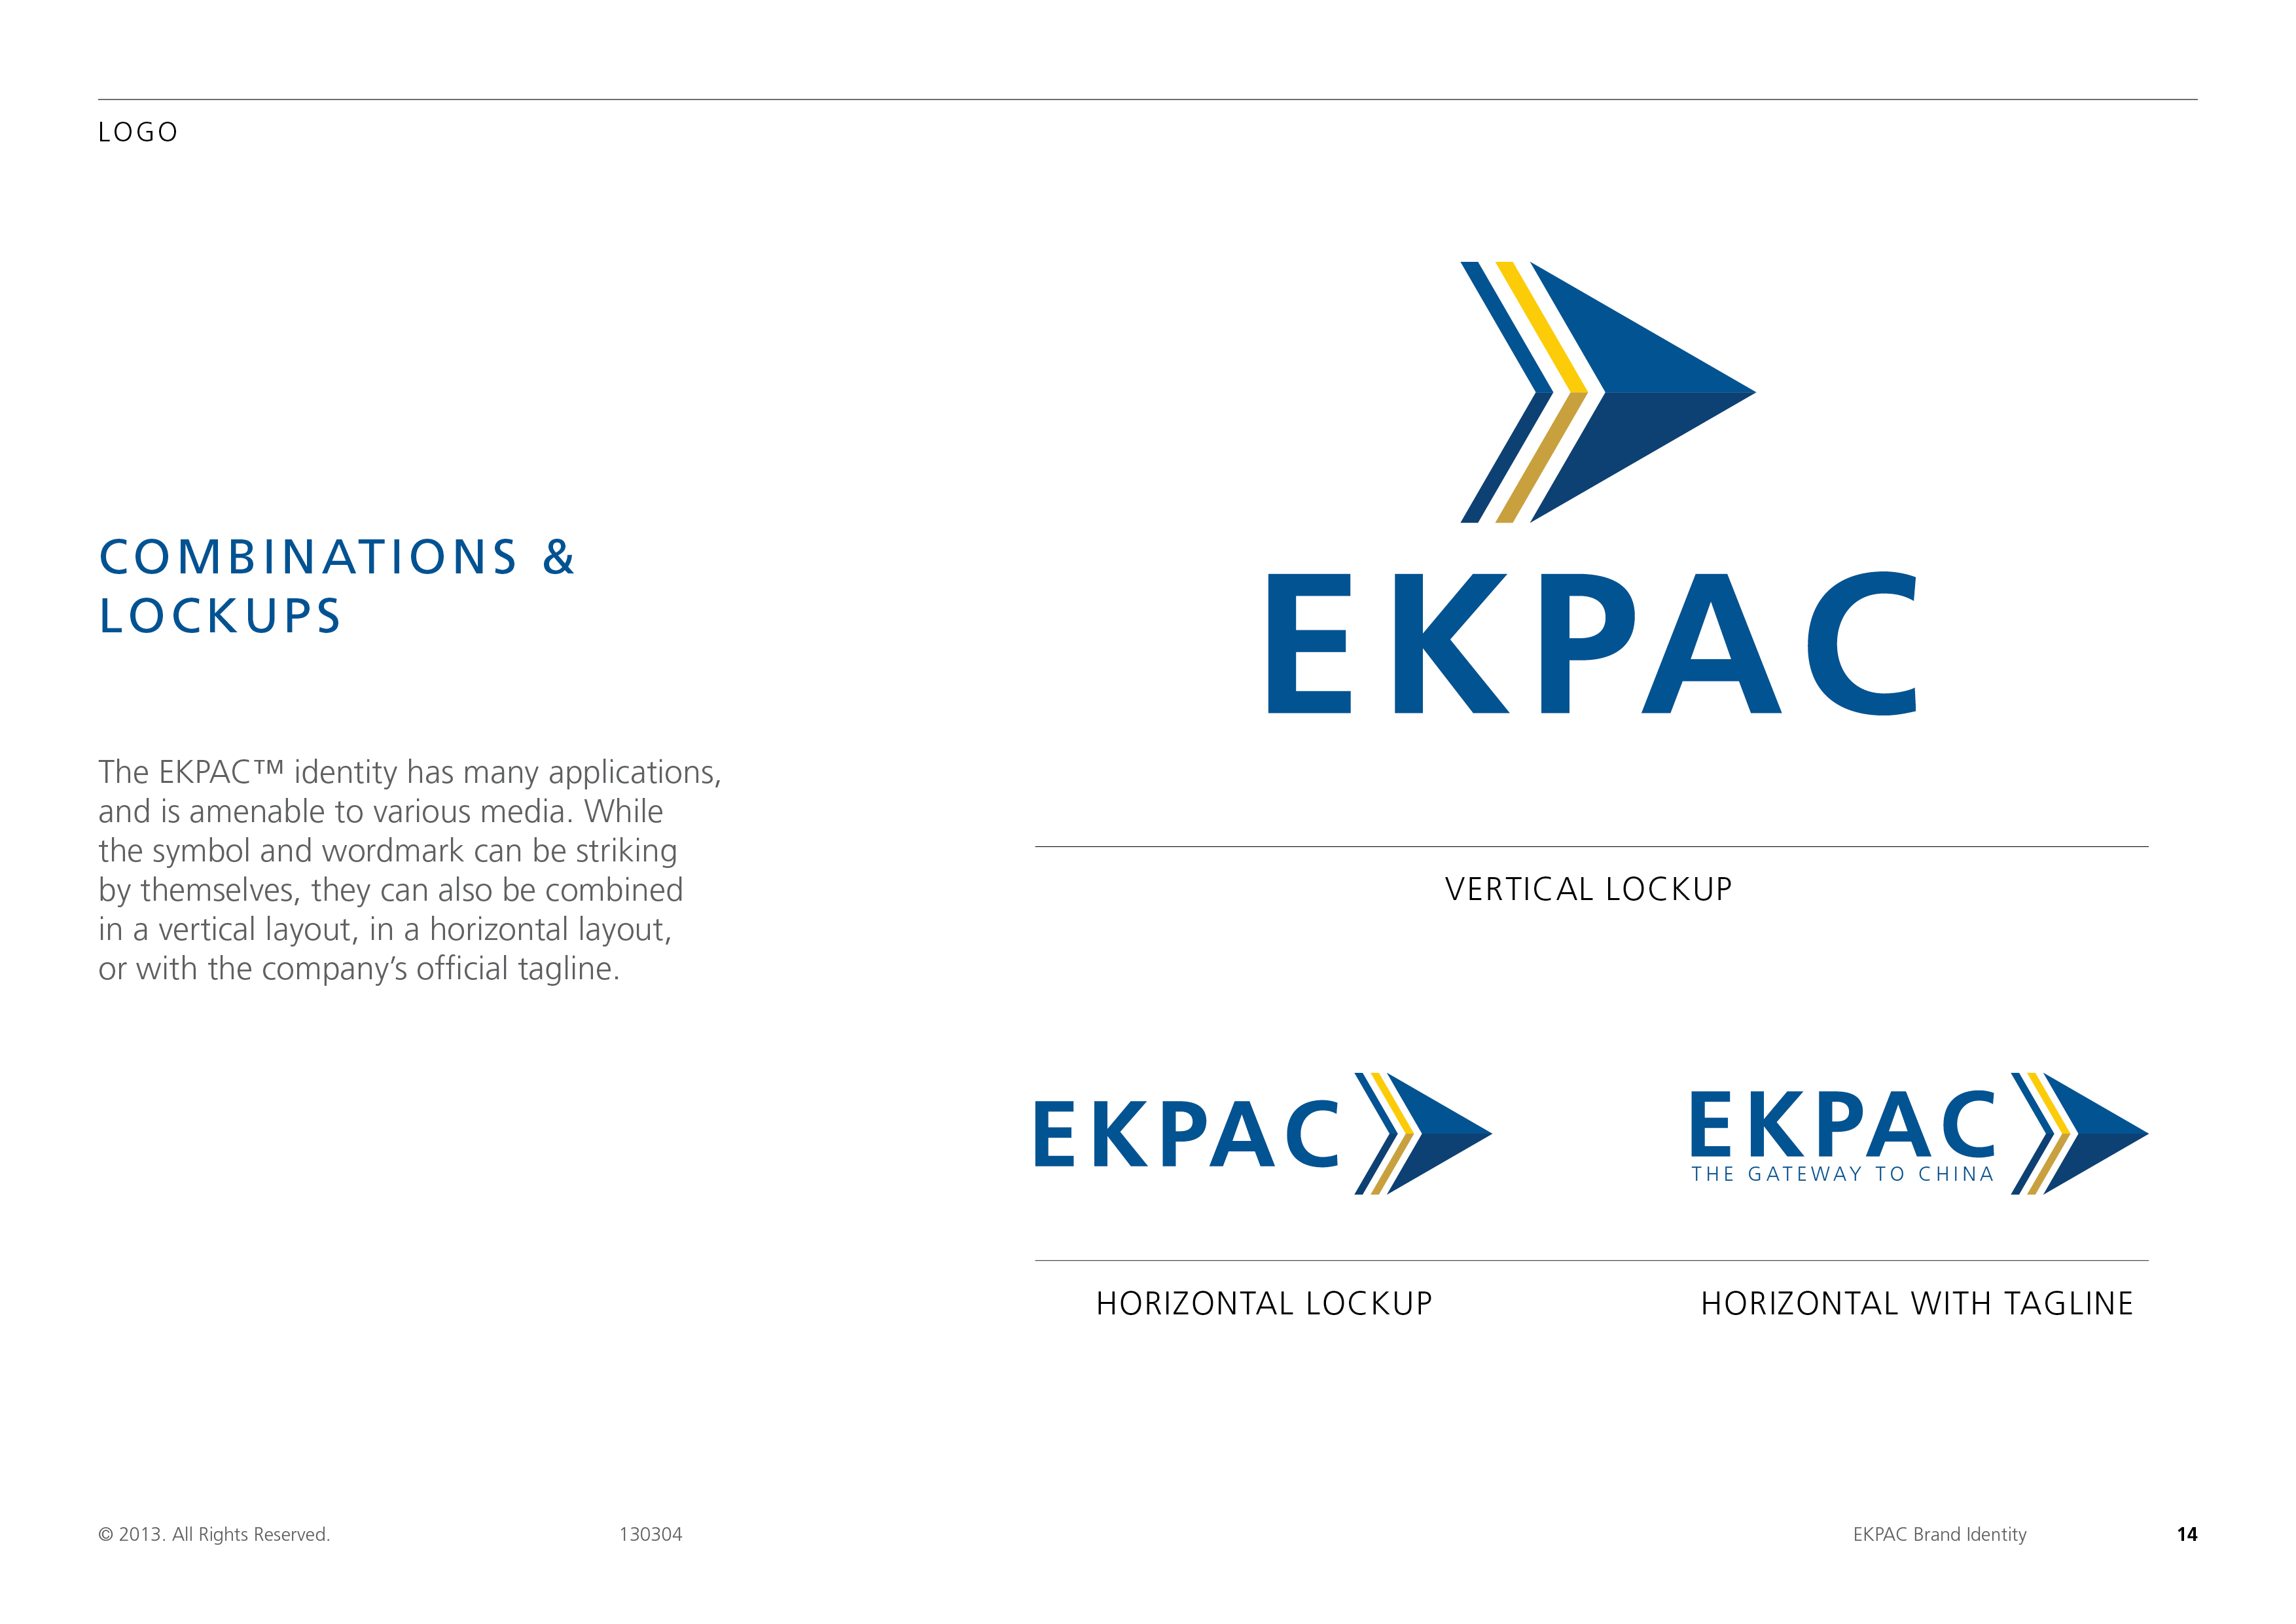 LOGO
COMBINATIONS &
LOCKUPS
The EKPAC™ identity has many applications,
and is amenable to various media. While
the symbol and wordmark can be striking
by themselves, they can also be combined
in a vertical layout, in a horizontal layout,
or with the company’s official tagline.
EKPAC
VERTICAL LOCKUP
EKPAC
HORIZONTAL LOCKUP
EKPAC
THE GATEWAY TO CHINA
HORIZONTAL WITH TAGLINE
© 2013. All Rights Reserved.
130304
EKPAC Brand Identity
14